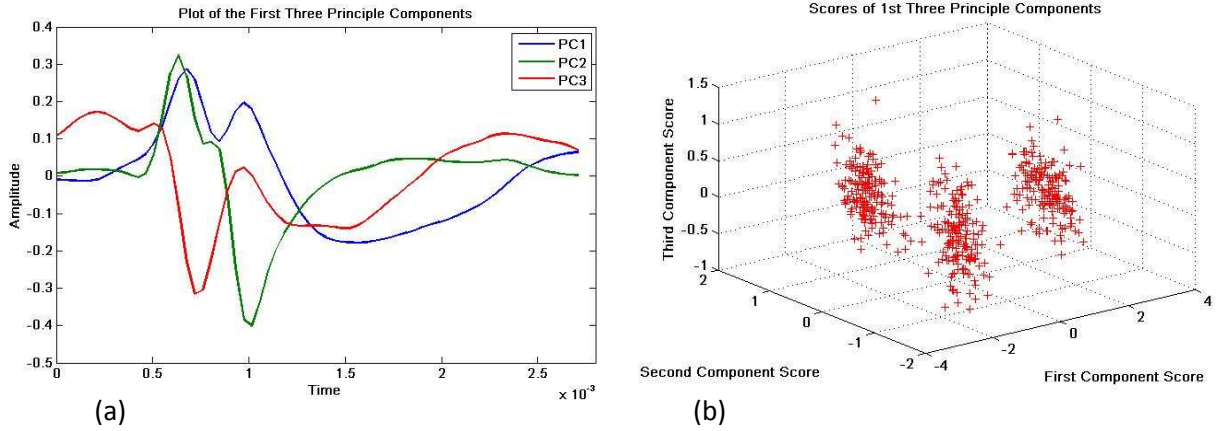 Plot of the First Three Principle Components
0.4
0.3
0.2
0.1
0
-0.1
-0.2
-0.3
-0.4
-0.5
Amplitude
PC1
PC2
PC3
0 0.5 1 1.5 2 2.5
Time
x 10⁻³
(a)
Scores of 1st Three Principle Components
1.5
1
0.5
0
-0.5
-1
Third Component Score
2
1
0
-1
-2
Second Component Score
-4
-2
0
2
4
First Component Score
(b)